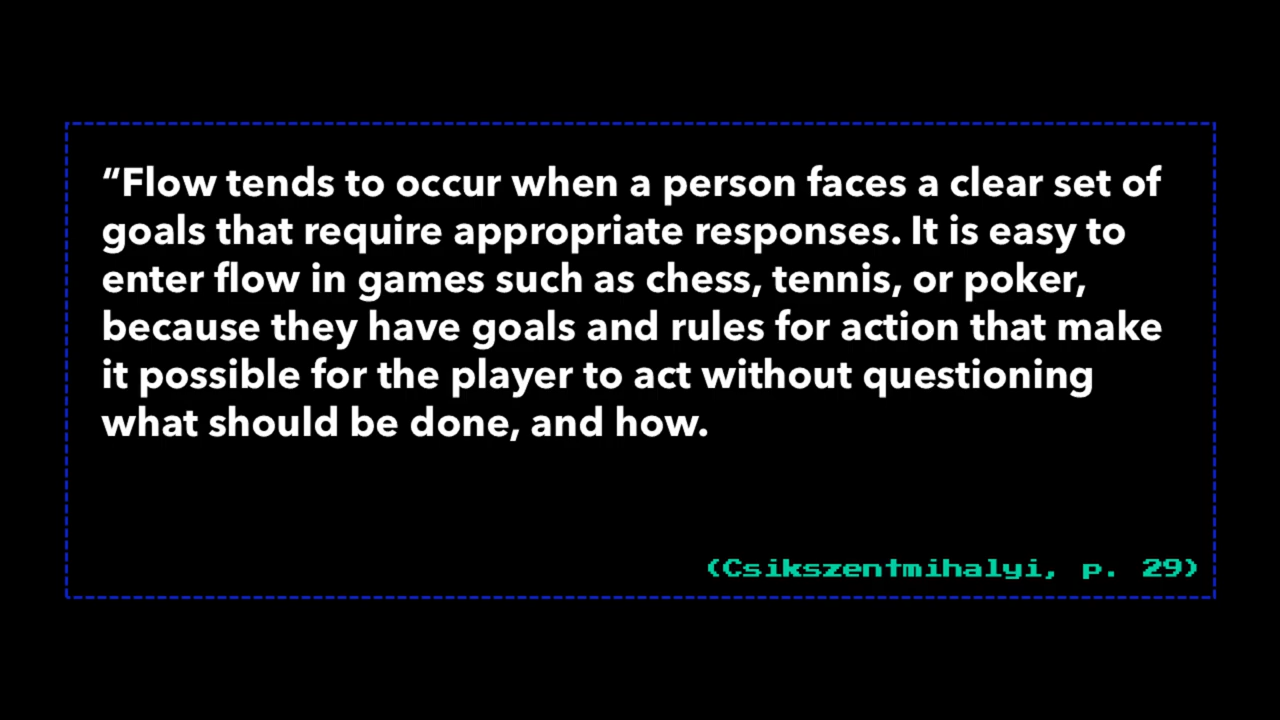 “Flow tends to occur when a person faces a clear set of
goals that require appropriate responses. It is easy to
enter flow in games such as chess, tennis, or poker,
because they have goals and rules for action that make
it possible for the player to act without questioning
what should be done, and how.
(Csikszentmihalyi, p. 29)